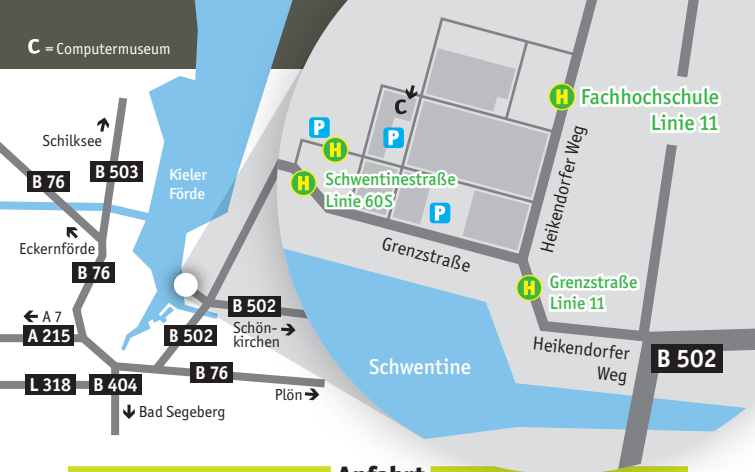 C = Computermuseum
Schilksee
B 503
B 76
Kieler
Förde
Eckernförde
B 76
A 7
A 215
B 502
Schön-
kirchen
B 502
B 76
L 318
B 404
Plön
Bad Segeberg
H
Fachhochschule
Linie 11
C
P
P
H
H
Schwentinestraße
Linie 60S
P
Heikendorfer Weg
Grenzstraße
H
Grenzstraße
Linie 11
Heikendorfer
Weg
B 502
Schwentine
Anfahrt